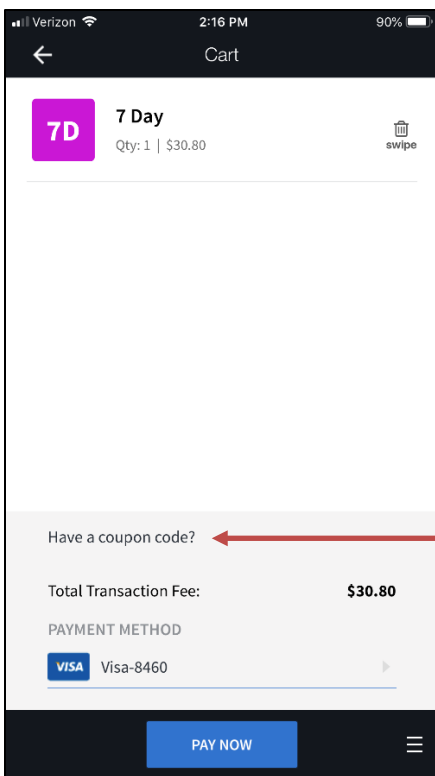 Verizon 2:16 PM 90%
Cart
7D
7 Day
Qty: 1 | $30.80
swipe
Have a coupon code?
Total Transaction Fee: $30.80
PAYMENT METHOD
VISA Visa-8460
PAY NOW